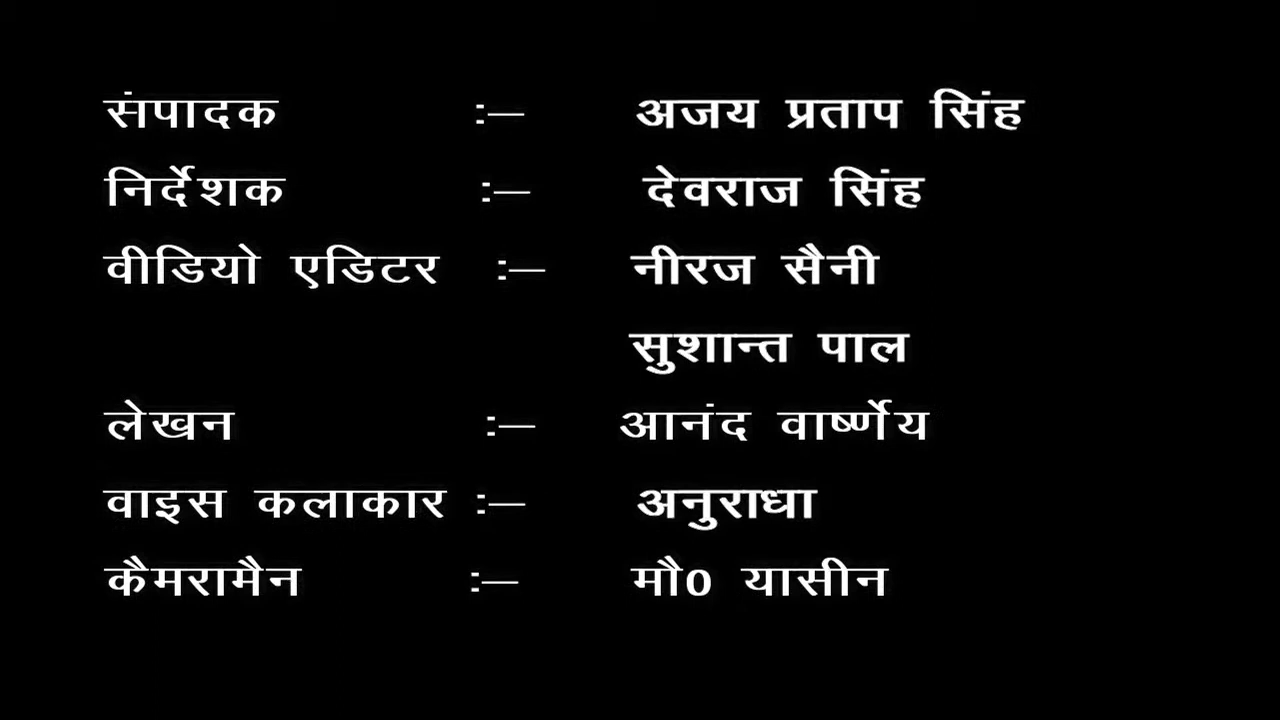 संपादक :— अजय प्रताप सिंह
निर्देशक :— देवराज सिंह
वीडियो एडिटर :— नीरज सैनी
सुशान्त पाल
लेखन :— आनंद वार्ष्णेय
वाइस कलाकार :— अनुराधा
कैमरामैन :— मौ0 यासीन